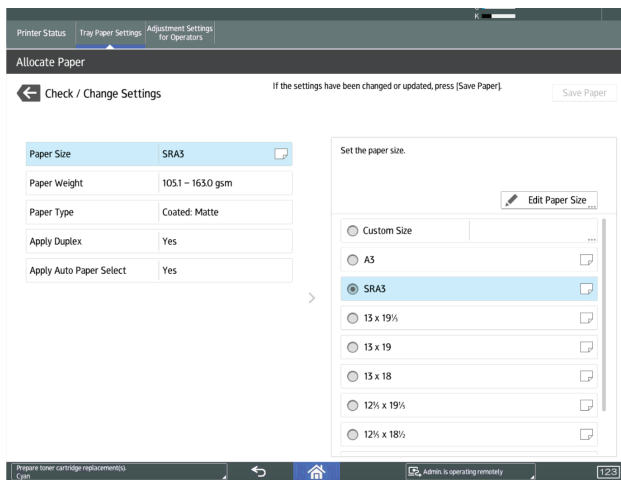 K
Printer Status
Tray Paper Settings
Adjustment Settings
for Operators
Allocate Paper
Check / Change Settings
If the settings have been changed or updated, press [Save Paper].
Save Paper
Paper Size SRA3
Paper Weight 105.1 – 163.0 gsm
Paper Type Coated: Matte
Apply Duplex Yes
Apply Auto Paper Select Yes
Set the paper size.
Edit Paper Size
Custom Size
A3
SRA3
13 x 19⅕
13 x 19
13 x 18
12⅗ x 19⅕
12⅗ x 18½
Prepare toner cartridge replacement(s).
Cyan
Admin. is operating remotely
123